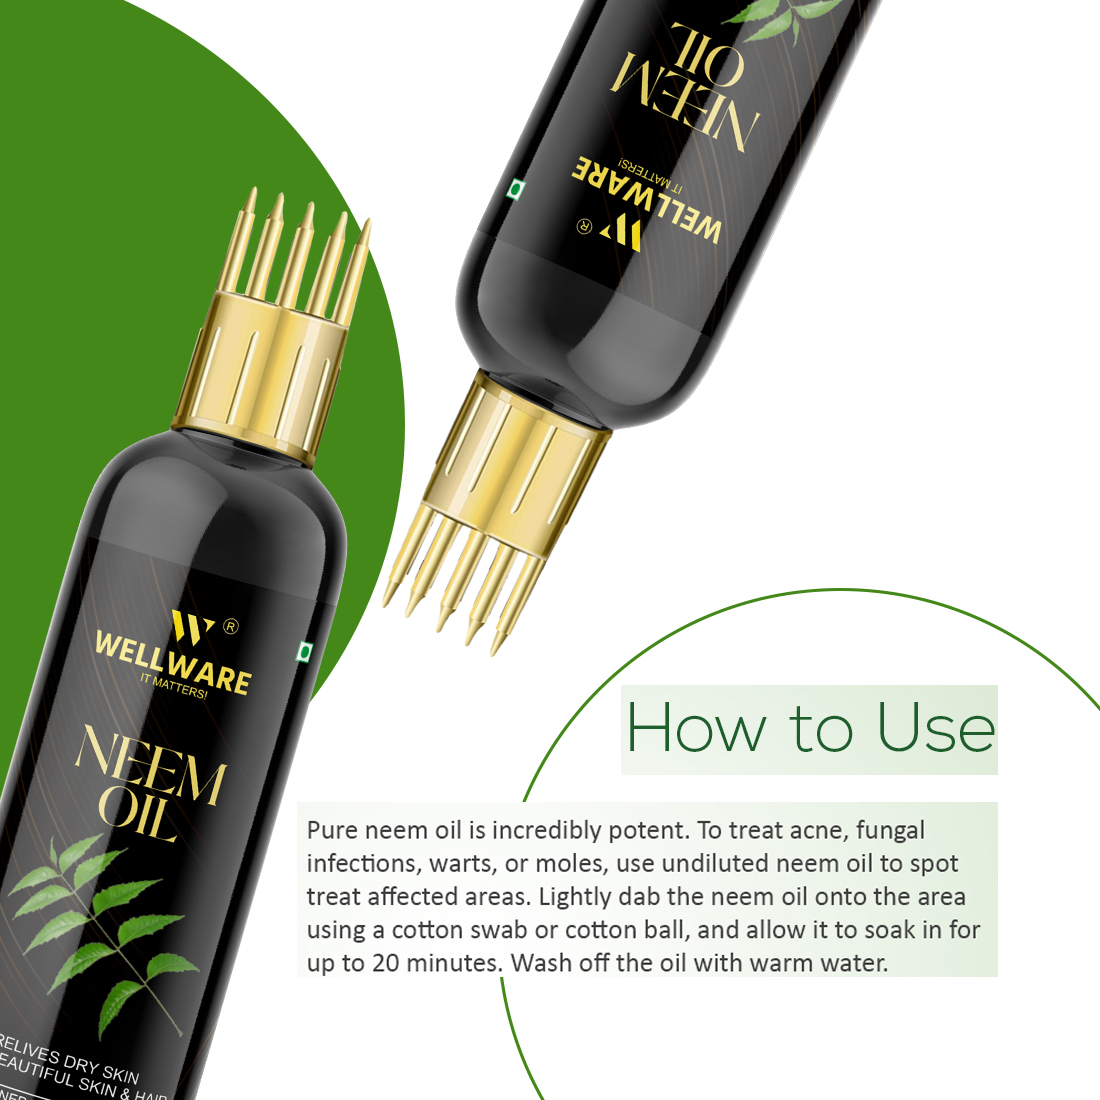 NEEM
OIL
WELLWARE
IT MATTERS!
W ®
W ®
WELLWARE
IT MATTERS!
NEEM
OIL
RELIVES DRY SKIN
BEAUTIFUL SKIN & HAIR
How to Use
Pure neem oil is incredibly potent. To treat acne, fungal
infections, warts, or moles, use undiluted neem oil to spot
treat affected areas. Lightly dab the neem oil onto the area
using a cotton swab or cotton ball, and allow it to soak in for
up to 20 minutes. Wash off the oil with warm water.